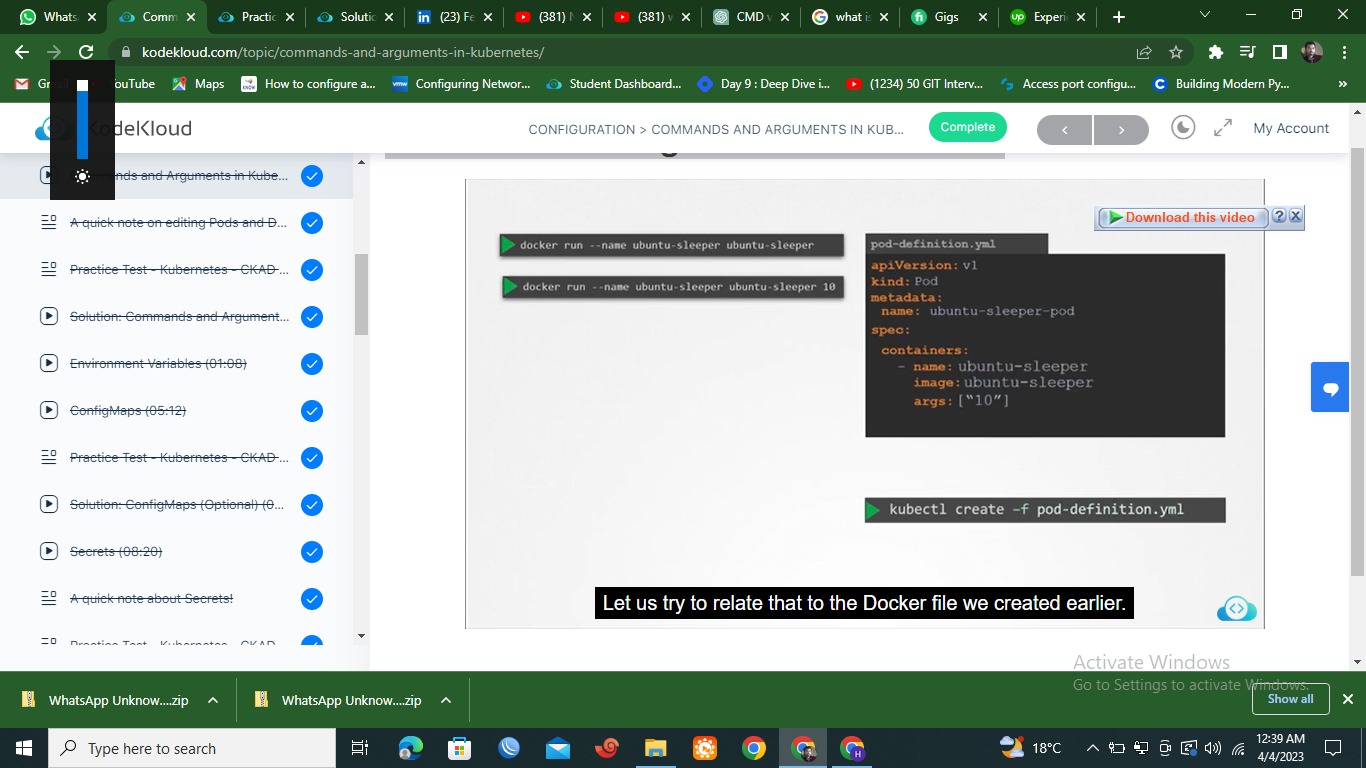 Whats
Comm
Practic
Solutic
(23) Fe
(381)
(381)
CMD
what is
Gigs
Experi
kodekloud.com/topic/commands-and-arguments-in-kubernetes/
YouTube
Maps
How to configure a...
Configuring Networ...
Student Dashboard...
Day 9 : Deep Dive i...
(1234) 50 GIT Interv...
Access port configu...
Building Modern Py...
»
KodeKloud
CONFIGURATION > COMMANDS AND ARGUMENTS IN KUB...
Complete
< >
My Account
and Arguments in Kube...
A quick note on editing Pods and D...
Practice Test - Kubernetes - CKAD ...
Solution: Commands and Argument...
Environment Variables (01:08)
ConfigMaps (05:12)
Practice Test - Kubernetes - CKAD ...
Solution: ConfigMaps (Optional) (0...
Secrets (08:20)
A quick note about Secrets!
Practice Test - Kubernetes - CKAD
Download this video ? X
docker run --name ubuntu-sleeper ubuntu-sleeper
docker run --name ubuntu-sleeper ubuntu-sleeper 10
pod-definition.yml
apiVersion: v1
kind: Pod
metadata:
name: ubuntu-sleeper-pod
spec:
containers:
- name: ubuntu-sleeper
image: ubuntu-sleeper
args: [“10”]
kubectl create -f pod-definition.yml
Let us try to relate that to the Docker file we created earlier.
Activate Windows
Go to Settings to activate Windows.
WhatsApp Unknow....zip
WhatsApp Unknow....zip
Show all
Type here to search
18°C
12:39 AM
4/4/2023